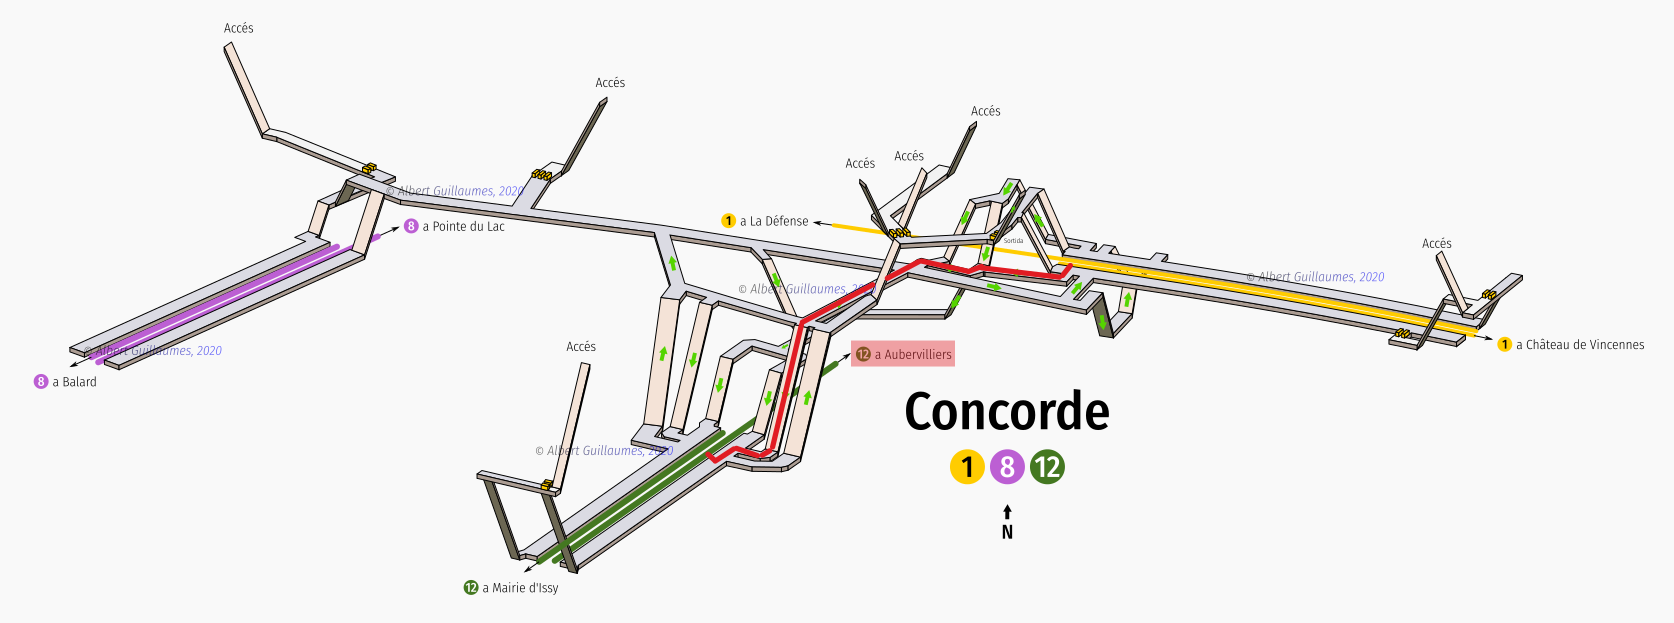 Accés
Accés
Accés
Accés
Accés
© Albert Guillaumes, 2020
8 a Pointe du Lac
1 a La Défense
Sortida
Accés
© Albert Guillaumes, 2020
© Albert Guillaumes, 2020
1 a Château de Vincennes
© Albert Guillaumes, 2020
Accés
12 a Aubervilliers
8 a Balard
Concorde
1 8 12
© Albert Guillaumes, 2020
N
12 a Mairie d'Issy